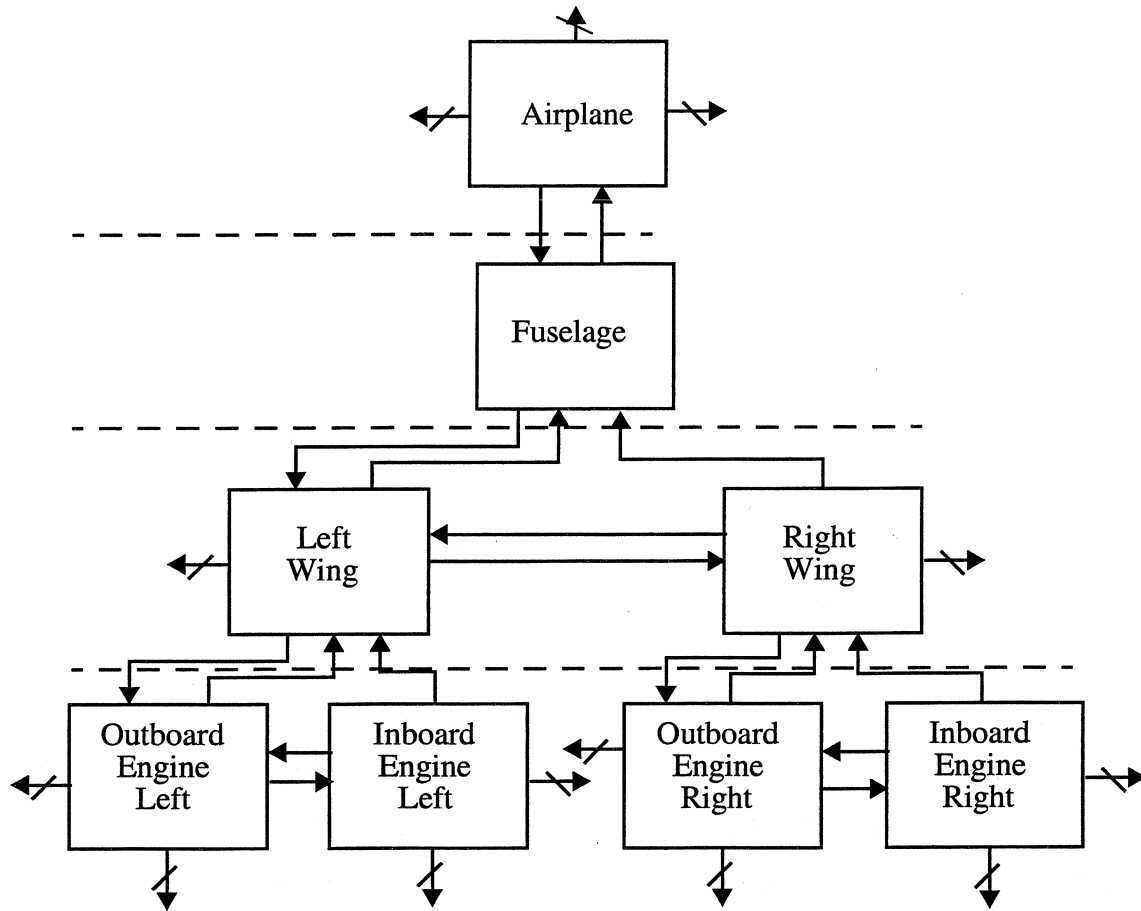 Airplane
Fuselage
Left
Wing
Right
Wing
Outboard
Engine
Left
Inboard
Engine
Left
Outboard
Engine
Right
Inboard
Engine
Right